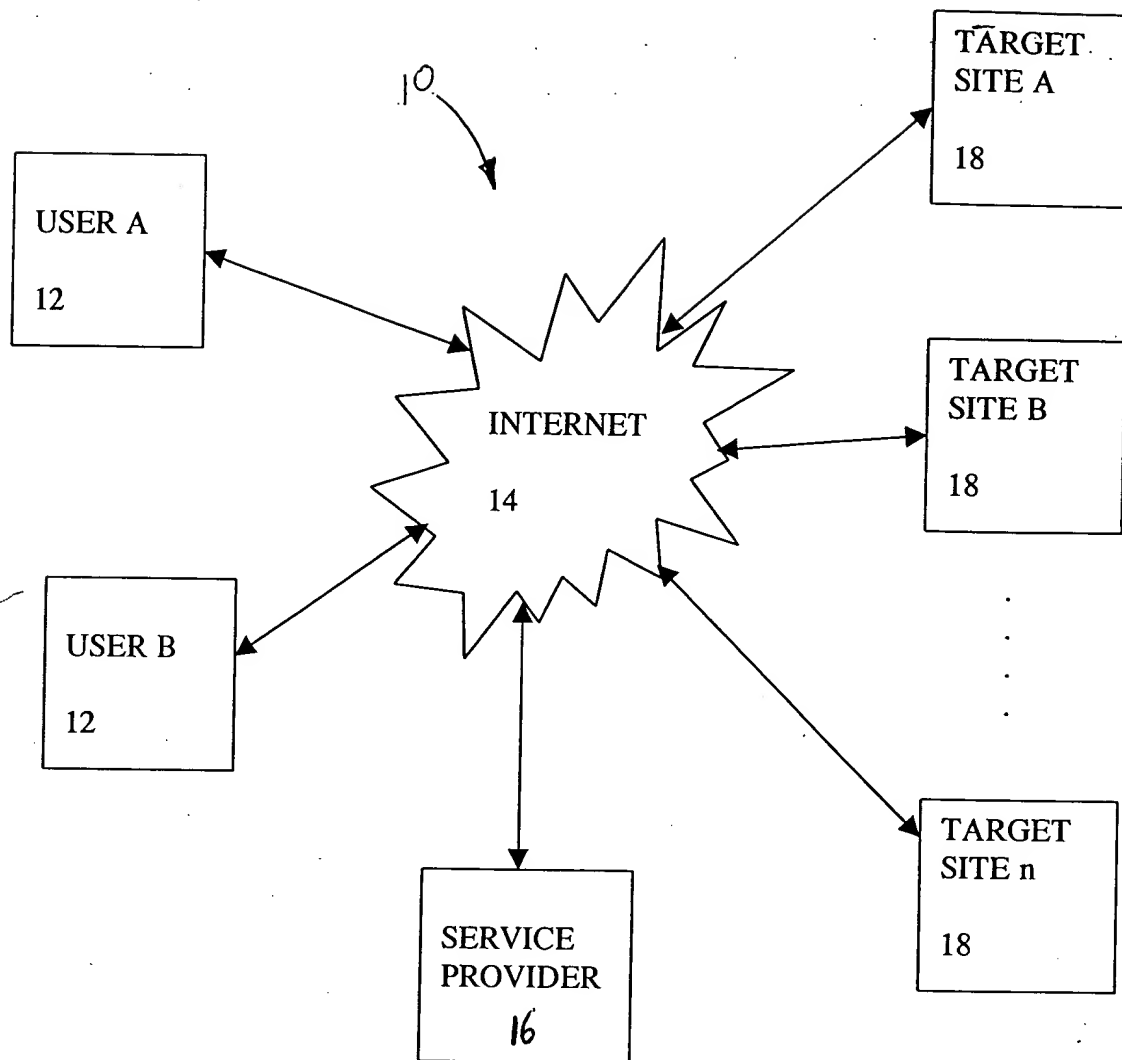 10
TARGET
SITE A
18
USER A
12
INTERNET
14
TARGET
SITE B
18
USER B
12
TARGET
SITE n
18
SERVICE
PROVIDER
16